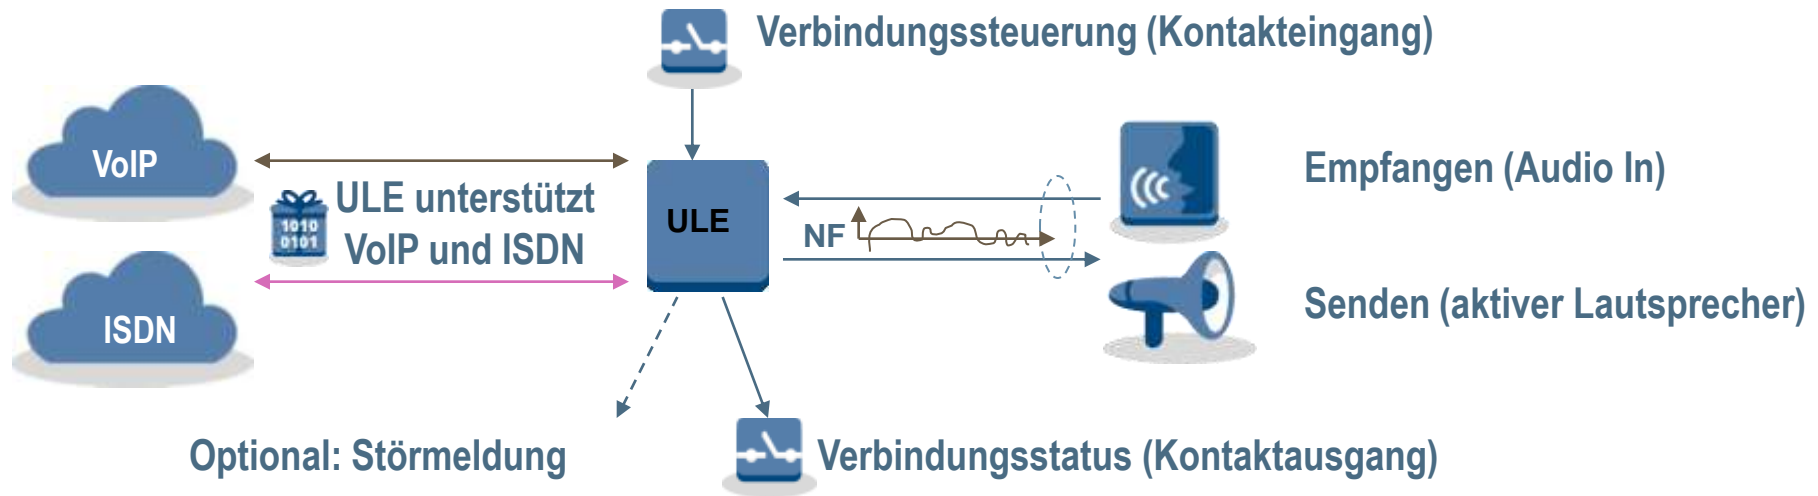 Verbindungssteuerung (Kontakteingang)
VoIP
ULE unterstützt
VoIP und ISDN
1010
0101
ISDN
ULE
NF
Empfangen (Audio In)
Senden (aktiver Lautsprecher)
Optional: Störmeldung
Verbindungsstatus (Kontaktausgang)